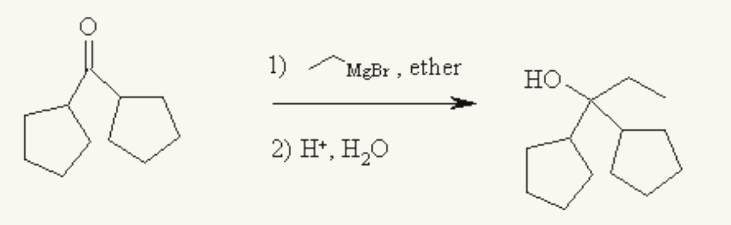 O
1) MgBr , ether
HO
2) H⁺, H₂O